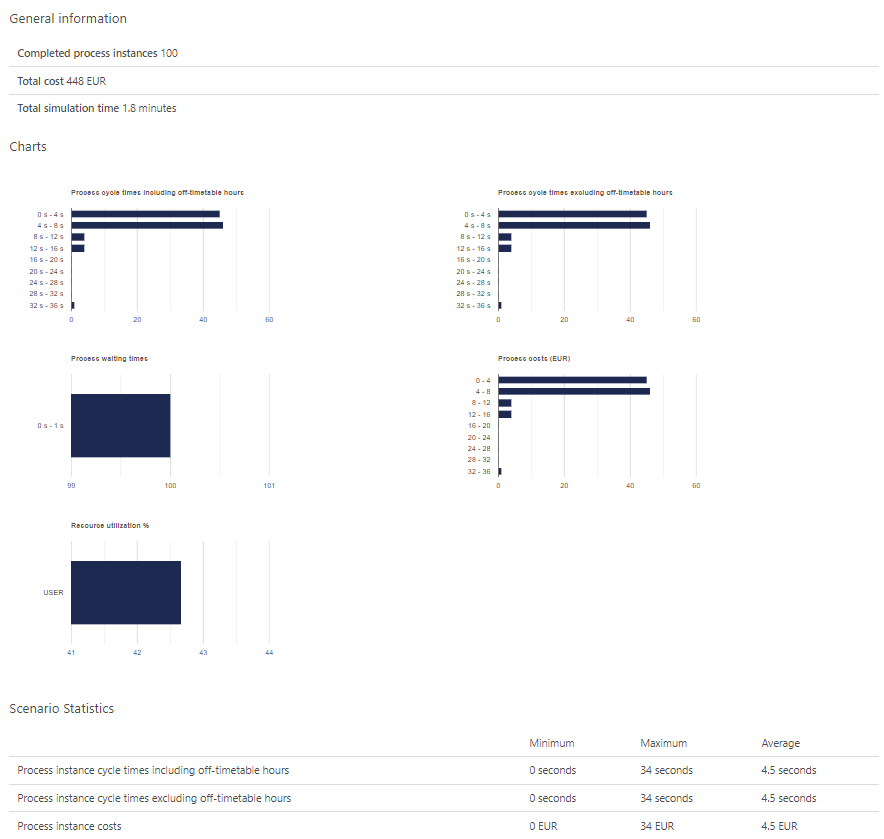 General information
Completed process instances 100
Total cost 448 EUR
Total simulation time 1.8 minutes
Charts
Process cycle times including off-timetable hours
0 s - 4 s
4 s - 8 s
8 s - 12 s
12 s - 16 s
16 s - 20 s
20 s - 24 s
24 s - 28 s
28 s - 32 s
32 s - 36 s
0 20 40 60
Process cycle times excluding off-timetable hours
0 s - 4 s
4 s - 8 s
8 s - 12 s
12 s - 16 s
16 s - 20 s
20 s - 24 s
24 s - 28 s
28 s - 32 s
32 s - 36 s
0 20 40 60
Process waiting times
0 s - 1 s
99 100 101
Process costs (EUR)
0 - 4
4 - 8
8 - 12
12 - 16
16 - 20
20 - 24
24 - 28
28 - 32
32 - 36
0 20 40 60
Resource utilization %
USER
41 42 43 44
Scenario Statistics
Minimum Maximum Average
Process instance cycle times including off-timetable hours 0 seconds 34 seconds 4.5 seconds
Process instance cycle times excluding off-timetable hours 0 seconds 34 seconds 4.5 seconds
Process instance costs 0 EUR 34 EUR 4.5 EUR